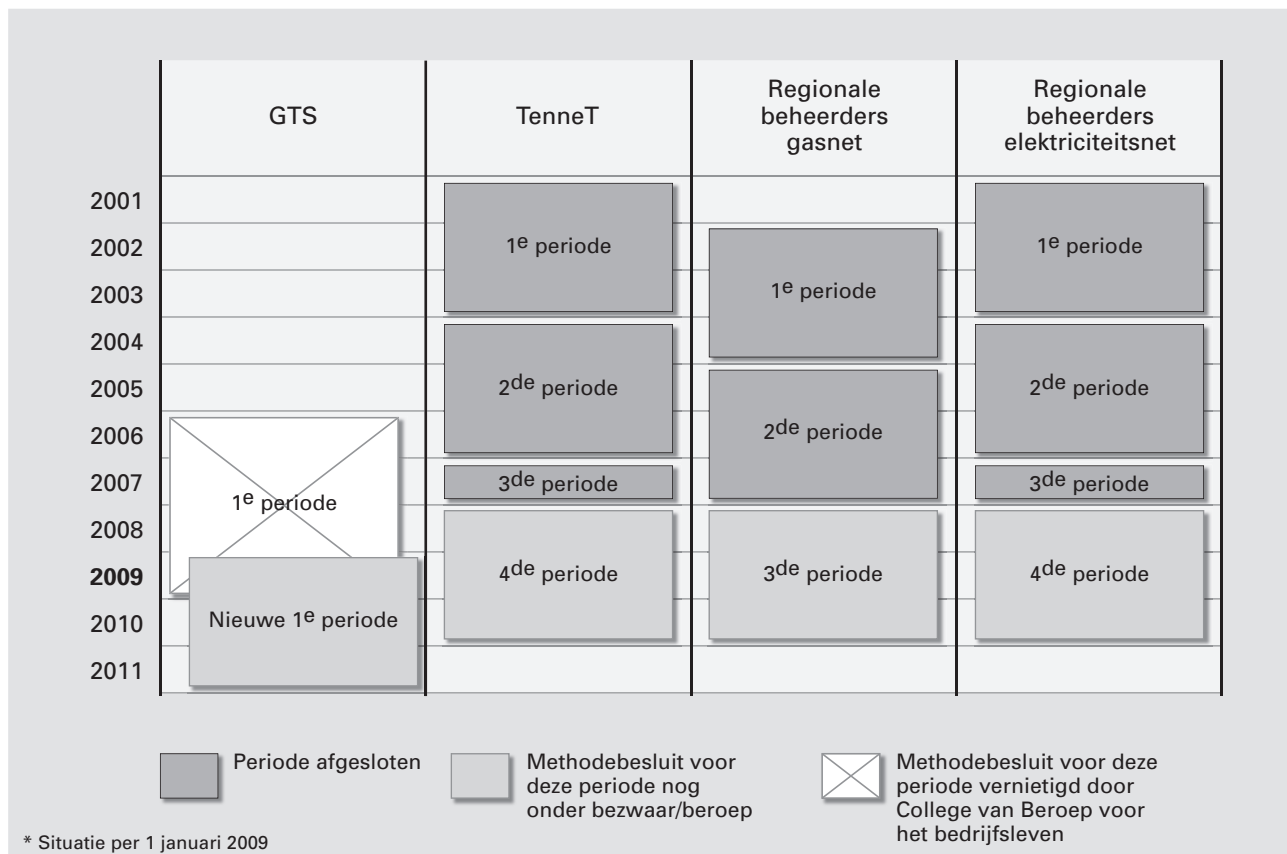 GTS
TenneT
Regionale
beheerders
gasnet
Regionale
beheerders
elektriciteitsnet
2001
2002
2003
2004
2005
2006
2007
2008
2009
2010
2011
1e periode
Nieuwe 1e periode
1e periode
2de periode
3de periode
4de periode
1e periode
2de periode
3de periode
1e periode
2de periode
3de periode
4de periode
Periode afgesloten
Methodebesluit voor
deze periode nog
onder bezwaar/beroep
Methodebesluit voor deze
periode vernietigd door
College van Beroep voor
het bedrijfsleven
* Situatie per 1 januari 2009